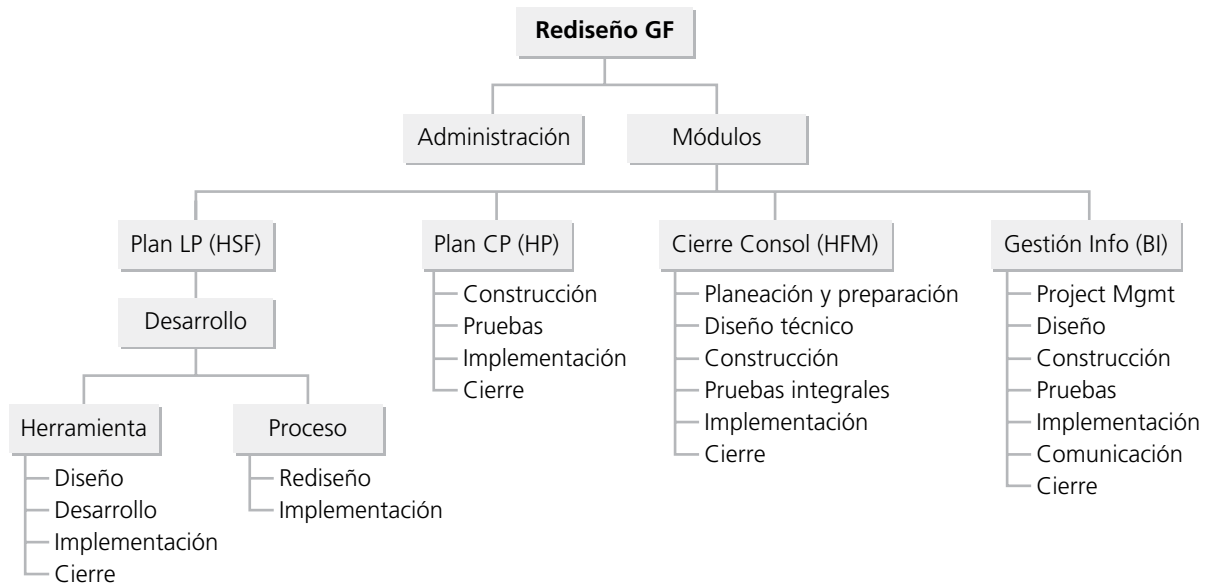 Rediseño GF
Administración
Módulos
Plan LP (HSF)
Plan CP (HP)
Cierre Consol (HFM)
Gestión Info (BI)
Desarrollo
Herramienta
Proceso
Diseño
Desarrollo
Implementación
Cierre
Rediseño
Implementación
Construcción
Pruebas
Implementación
Cierre
Planeación y preparación
Diseño técnico
Construcción
Pruebas integrales
Implementación
Cierre
Project Mgmt
Diseño
Construcción
Pruebas
Implementación
Comunicación
Cierre